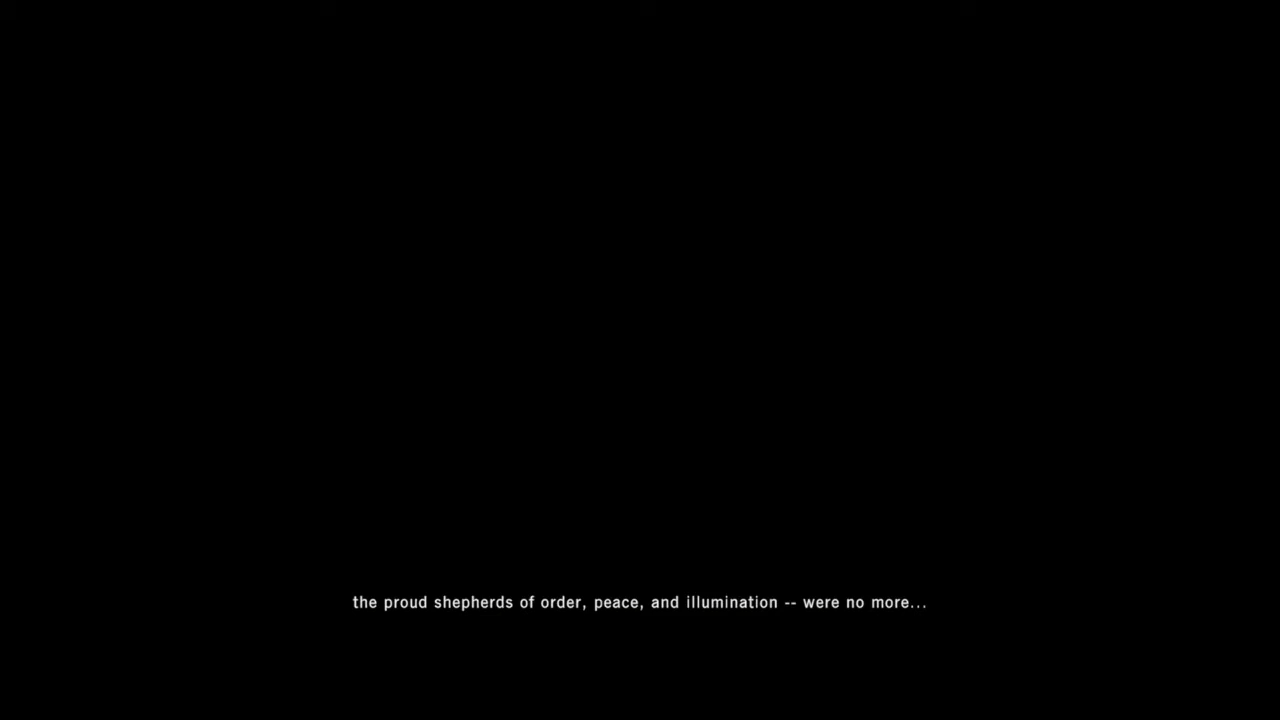 the proud shepherds of order, peace, and illumination -- were no more...